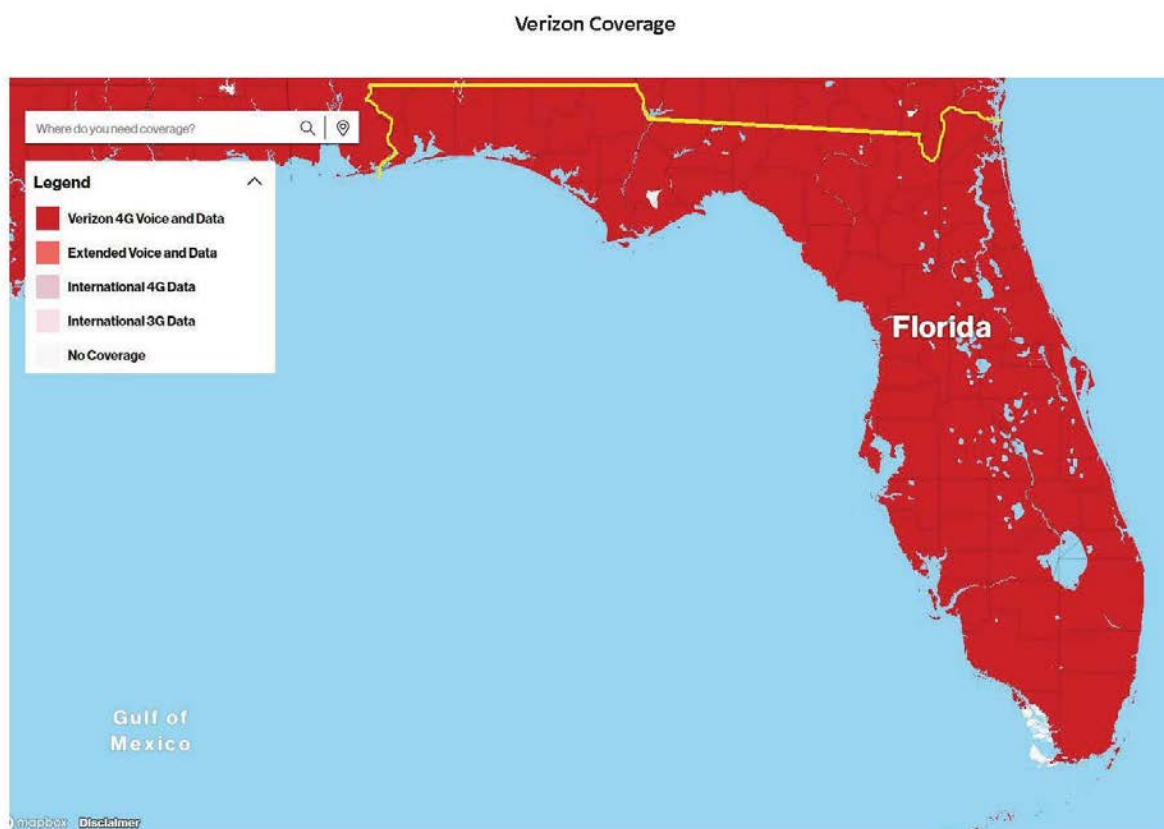 Verizon Coverage
Where do you need coverage?
Legend
Verizon 4G Voice and Data
Extended Voice and Data
International 4G Data
International 3G Data
No Coverage
Florida
Gulf of
Mexico
mapbox Disclaimer